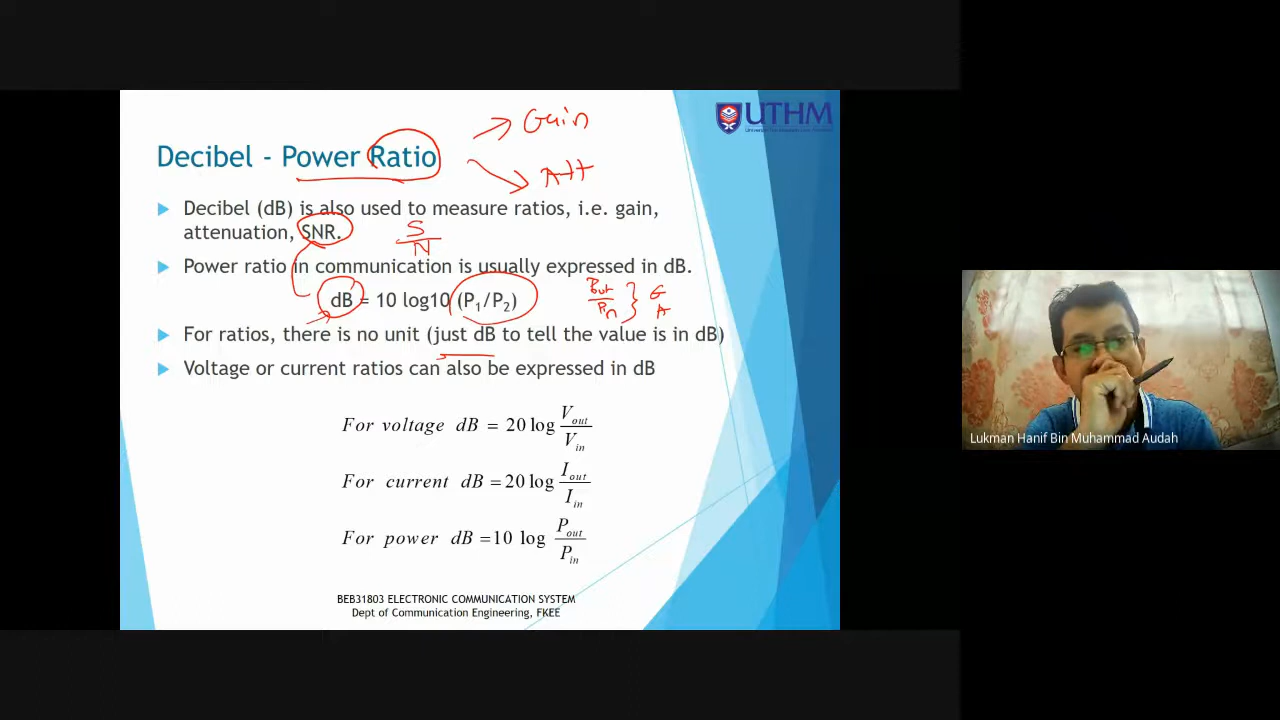 UTHM
Gain
Decibel - Power Ratio
Att
Decibel (dB) is also used to measure ratios, i.e. gain,
attenuation, SNR.
S
N
Power ratio in communication is usually expressed in dB.
dB = 10 log10 (P1/P2)
Pout
Pin
G
A
For ratios, there is no unit (just dB to tell the value is in dB)
Voltage or current ratios can also be expressed in dB
For voltage dB = 20 log Vout
Vin
For current dB = 20 log Iout
Iin
For power dB =10 log Pout
Pin
BEB31803 ELECTRONIC COMMUNICATION SYSTEM
Dept of Communication Engineering, FKEE
Lukman Hanif Bin Muhammad Audah